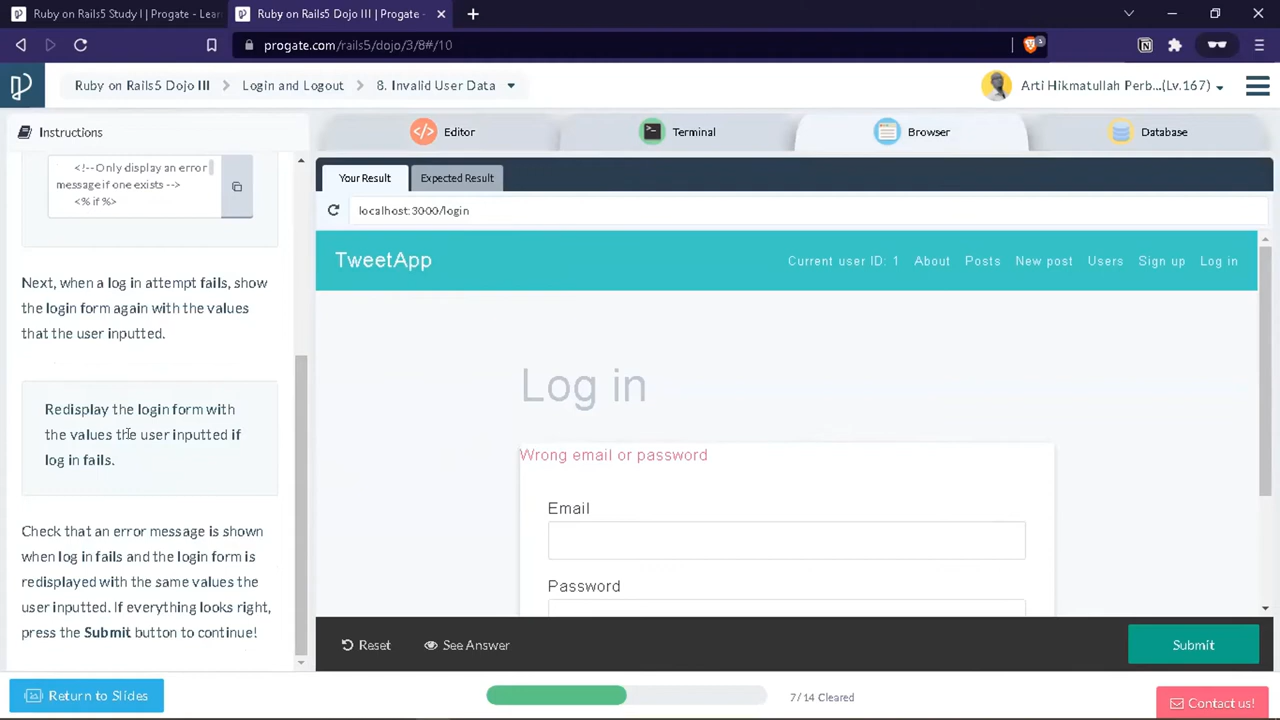 Ruby on Rails5 Study I | Progate - Lear
Ruby on Rails5 Dojo III | Progate -
progate.com/rails5/dojo/3/8#/10
Ruby on Rails5 Dojo III
Login and Logout
8. Invalid User Data
Arti Hikmatullah Perb...(Lv.167)
Instructions
Editor
Terminal
Browser
Database
<!--Only display an error
message if one exists -->
<% if %>
Next, when a log in attempt fails, show
the login form again with the values
that the user inputted.
Redisplay the login form with
the values the user inputted if
log in fails.
Check that an error message is shown
when log in fails and the login form is
redisplayed with the same values the
user inputted. If everything looks right,
press the Submit button to continue!
Your Result
Expected Result
localhost:3000/login
TweetApp
Current user ID: 1
About
Posts
New post
Users
Sign up
Log in
Log in
Wrong email or password
Email
Password
Reset
See Answer
Submit
Return to Slides
7/14 Cleared
Contact us!